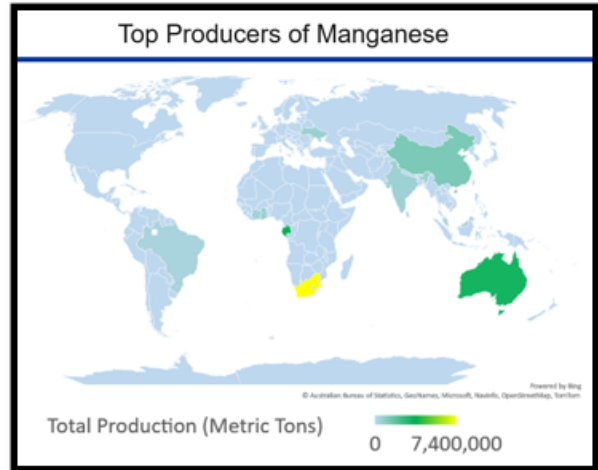 Top Producers of Manganese
Powered by Bing
© Australian Bureau of Statistics, GeoNames, Microsoft, Navinfo, OpenStreetMap, TomTom
Total Production (Metric Tons)
0 7,400,000